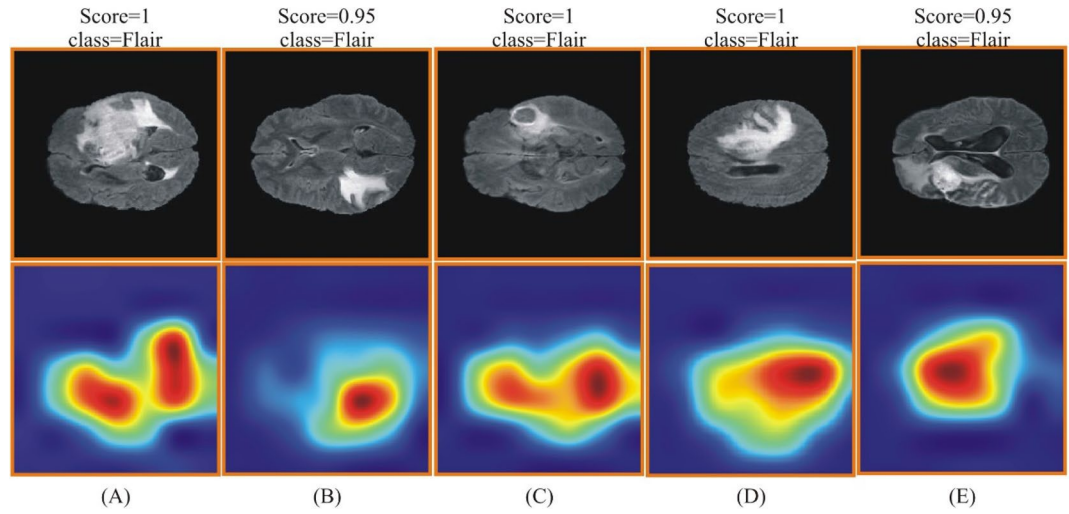 Score=1
class=Flair
Score=0.95
class=Flair
Score=1
class=Flair
Score=1
class=Flair
Score=0.95
class=Flair
(A)
(B)
(C)
(D)
(E)